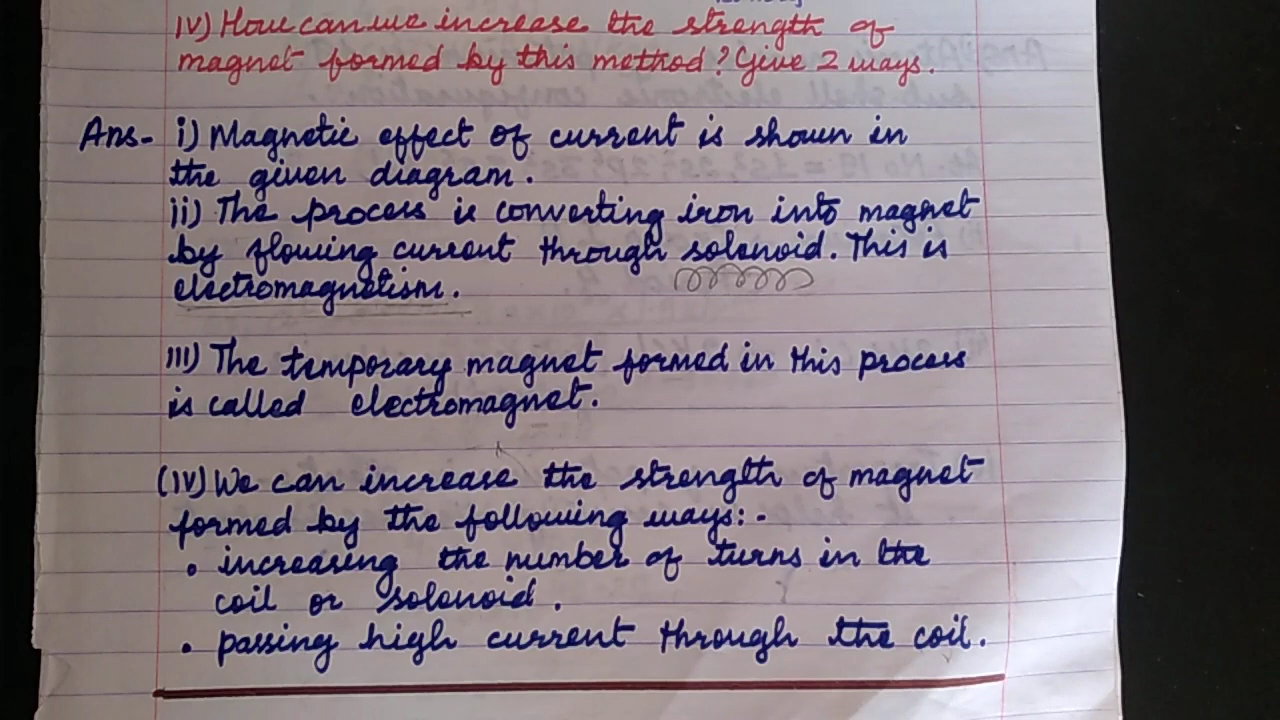 IV) How can we increase the strength of
magnet formed by this method? Give 2 ways.
Ans- i) Magnetic effect of current is shown in
the given diagram.
ii) The process is converting iron into magnet
by flowing current through solenoid. This is
electromagnetism.
III) The temporary magnet formed in this process
is called electromagnet.
(IV) We can increase the strength of magnet
formed by the following ways:-
• increasing the number of turns in the
coil or solenoid.
• passing high current through the coil.